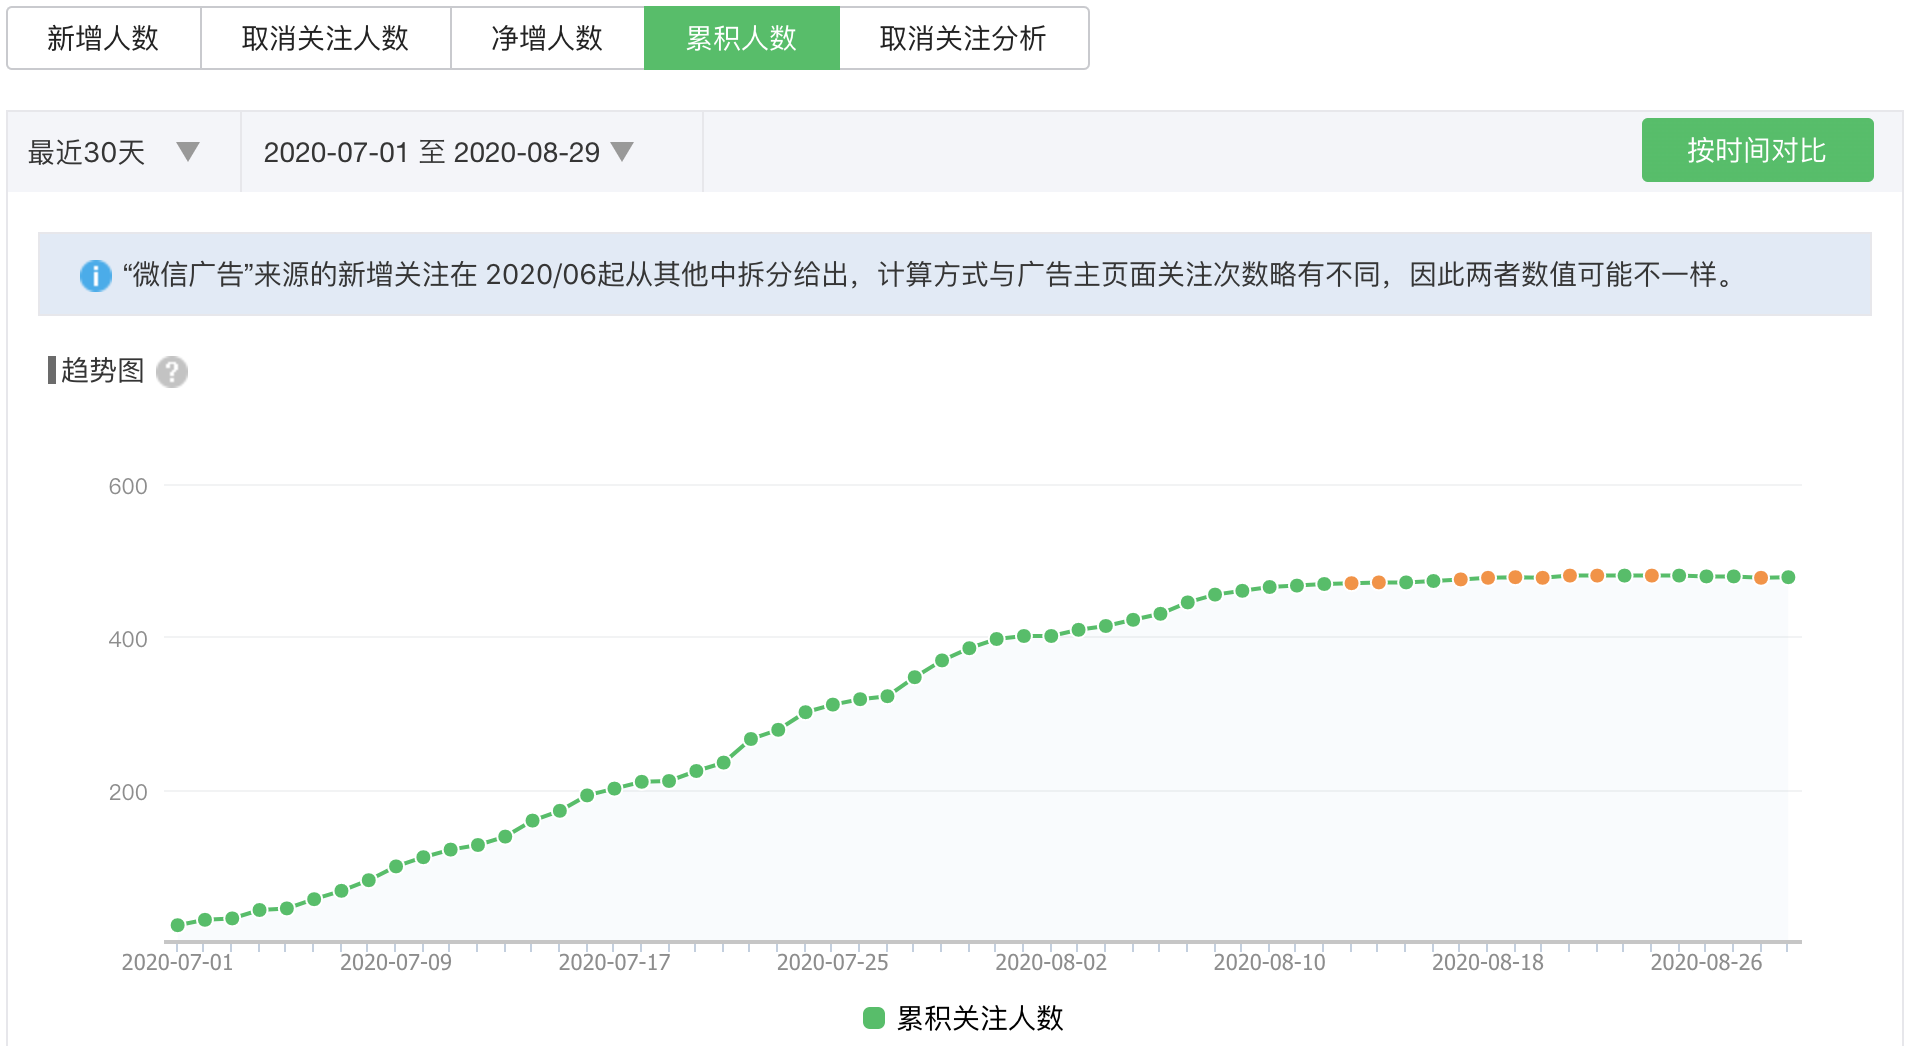 新增人数 取消关注人数 净增人数 累积人数 取消关注分析
最近30天 2020-07-01 至 2020-08-29 按时间对比
“微信广告”来源的新增关注在 2020/06起从其他中拆分给出，计算方式与广告主页面关注次数略有不同，因此两者数值可能不一样。
趋势图 ?
600
400
200
2020-07-01 2020-07-09 2020-07-17 2020-07-25 2020-08-02 2020-08-10 2020-08-18 2020-08-26
累积关注人数